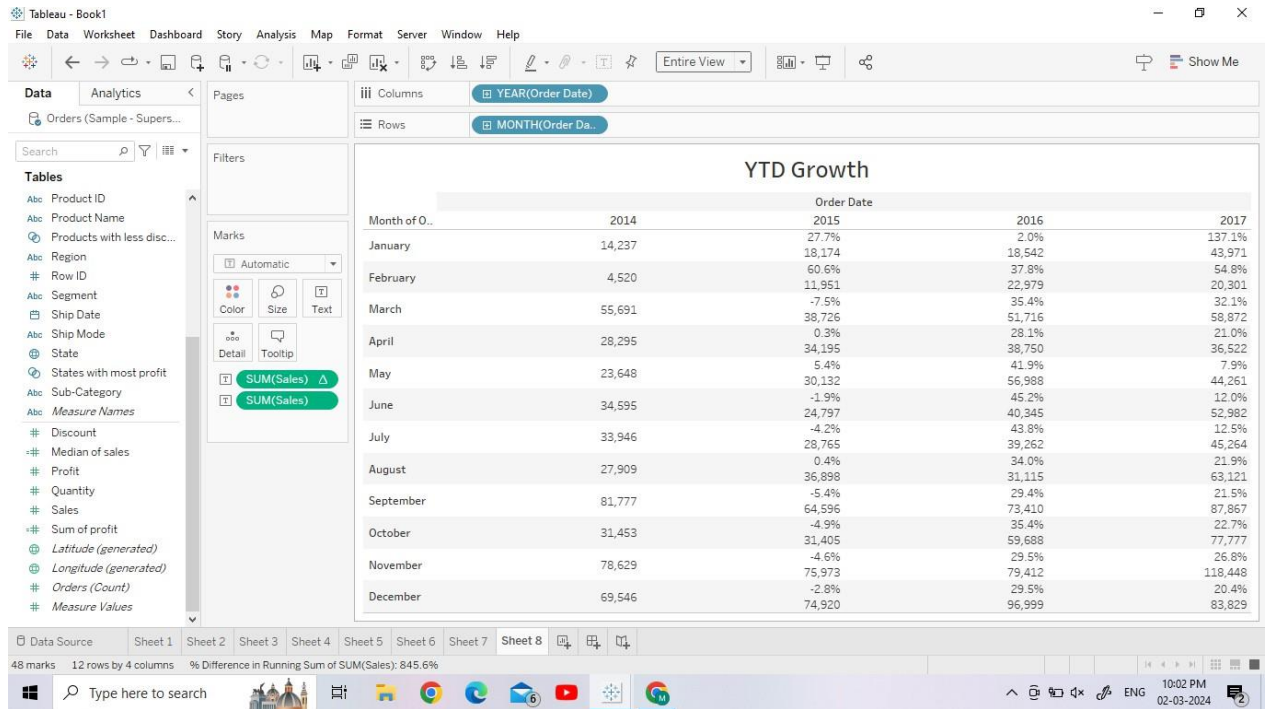 Tableau - Book1
File Data Worksheet Dashboard Story Analysis Map Format Server Window Help
Entire View
Show Me
Data Analytics
Pages
Columns YEAR(Order Date)
Orders (Sample - Supers...
Rows MONTH(Order Da..
Search
Filters
Tables
Abc Product ID
Abc Product Name
Products with less disc...
Abc Region
# Row ID
Abc Segment
Ship Date
Abc Ship Mode
State
States with most profit
Abc Sub-Category
Abc Measure Names
# Discount
=# Median of sales
# Profit
# Quantity
# Sales
=# Sum of profit
Latitude (generated)
Longitude (generated)
# Orders (Count)
# Measure Values
Marks
T Automatic
Color Size Text
Detail Tooltip
T SUM(Sales) Δ
T SUM(Sales)
YTD Growth
Order Date
Month of O.. 2014 2015 2016 2017
27.7% 2.0% 137.1%
January 14,237
18,174 18,542 43,971
60.6% 37.8% 54.8%
February 4,520
11,951 22,979 20,301
-7.5% 35.4% 32.1%
March 55,691
38,726 51,716 58,872
0.3% 28.1% 21.0%
April 28,295
34,195 38,750 36,522
5.4% 41.9% 7.9%
May 23,648
30,132 56,988 44,261
-1.9% 45.2% 12.0%
June 34,595
24,797 40,345 52,982
-4.2% 43.8% 12.5%
July 33,946
28,765 39,262 45,264
0.4% 34.0% 21.9%
August 27,909
36,898 31,115 63,121
-5.4% 29.4% 21.5%
September 81,777
64,596 73,410 87,867
-4.9% 35.4% 22.7%
October 31,453
31,405 59,688 77,777
-4.6% 29.5% 26.8%
November 78,629
75,973 79,412 118,448
-2.8% 29.5% 20.4%
December 69,546
74,920 96,999 83,829
Data Source Sheet 1 Sheet 2 Sheet 3 Sheet 4 Sheet 5 Sheet 6 Sheet 7 Sheet 8
48 marks 12 rows by 4 columns % Difference in Running Sum of SUM(Sales): 845.6%
Type here to search
6
M
ENG
10:02 PM
02-03-2024
2